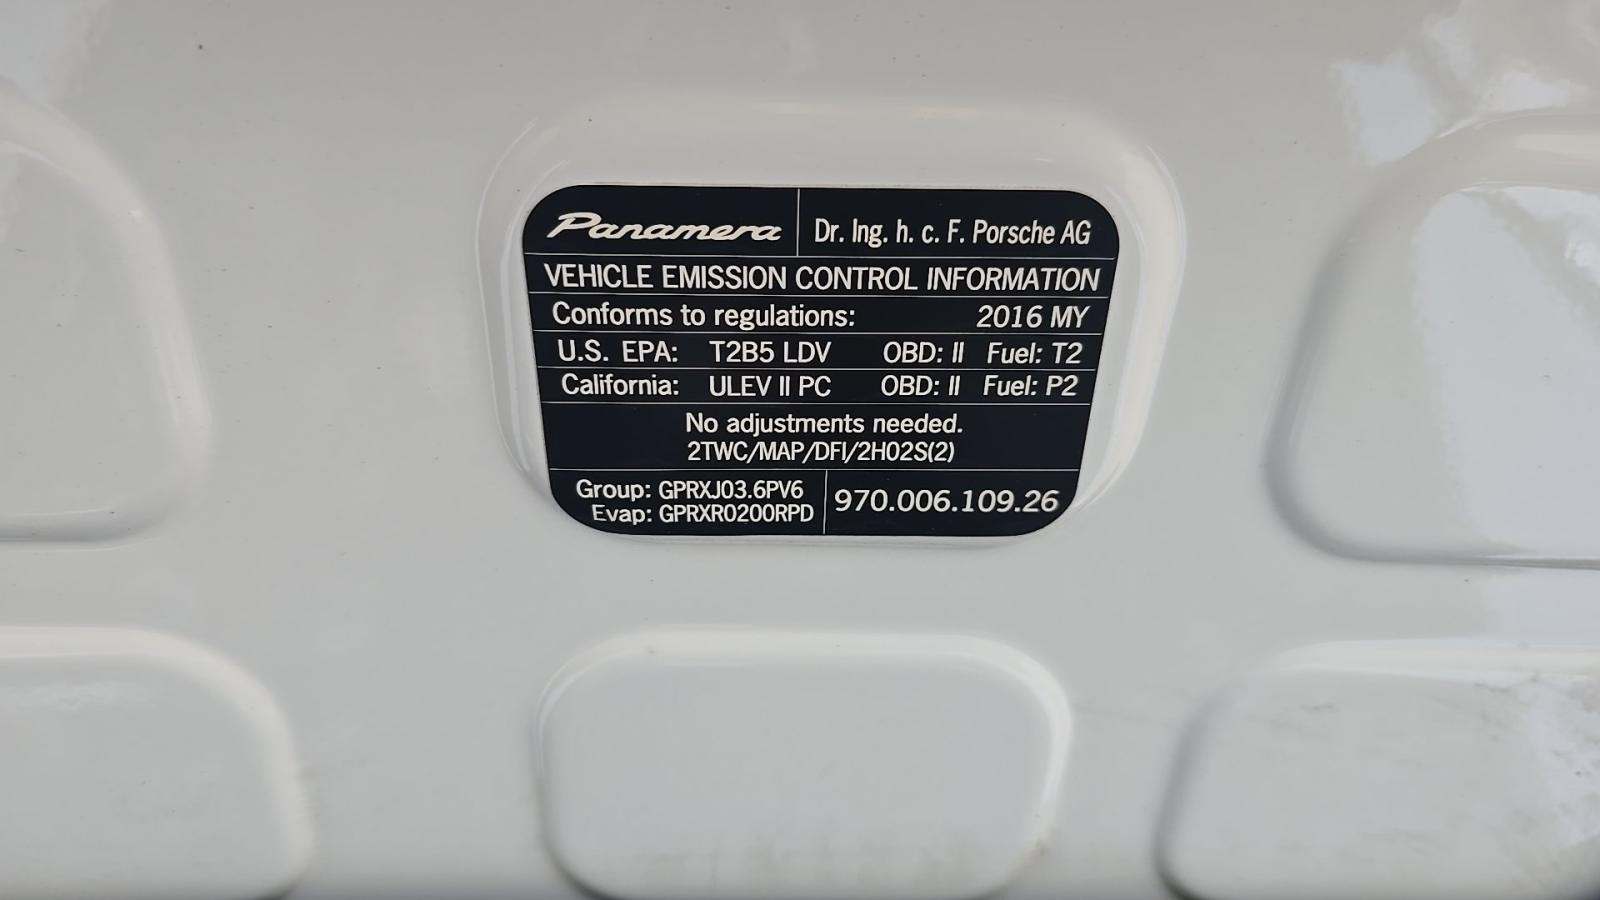 Panamera Dr. Ing. h. c. F. Porsche AG
VEHICLE EMISSION CONTROL INFORMATION
Conforms to regulations: 2016 MY
U.S. EPA: T2B5 LDV OBD: II Fuel: T2
California: ULEV II PC OBD: II Fuel: P2
No adjustments needed.
2TWC/MAP/DFI/2HO2S(2)
Group: GPRXJ03.6PV6
Evap: GPRXR0200RPD
970.006.109.26